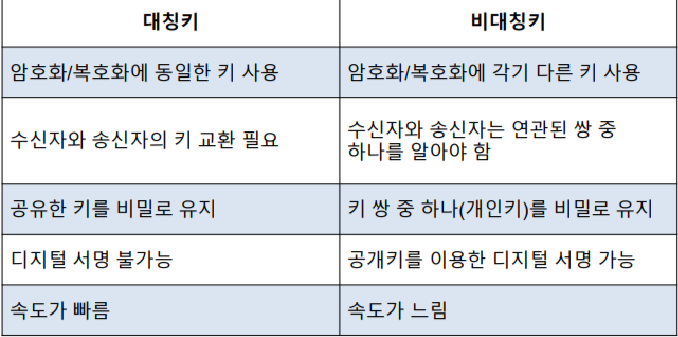 대칭키
비대칭키
암호화/복호화에 동일한 키 사용
암호화/복호화에 각기 다른 키 사용
수신자와 송신자의 키 교환 필요
수신자와 송신자는 연관된 쌍 중
하나를 알아야 함
공유한 키를 비밀로 유지
키 쌍 중 하나(개인키)를 비밀로 유지
디지털 서명 불가능
공개키를 이용한 디지털 서명 가능
속도가 빠름
속도가 느림